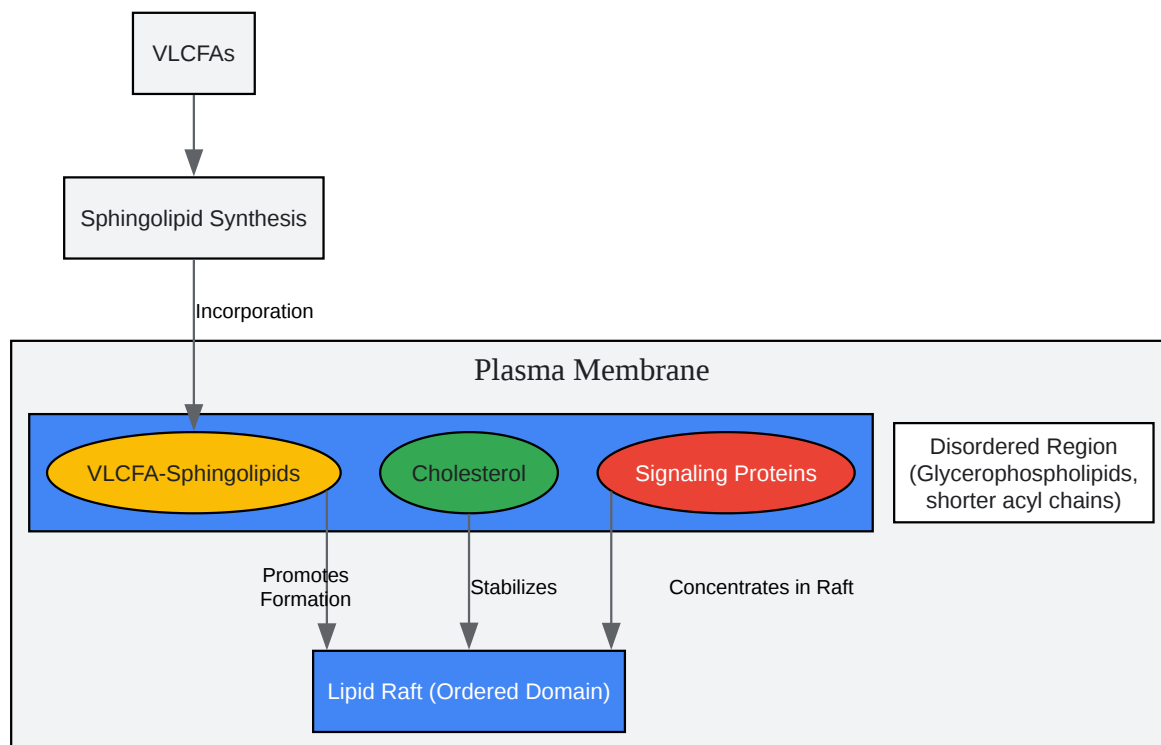 VLCFAs
Sphingolipid Synthesis
Incorporation
Plasma Membrane
VLCFA-Sphingolipids
Cholesterol
Signaling Proteins
Disordered Region
(Glycerophospholipids,
shorter acyl chains)
Promotes
Formation
Stabilizes
Concentrates in Raft
Lipid Raft (Ordered Domain)